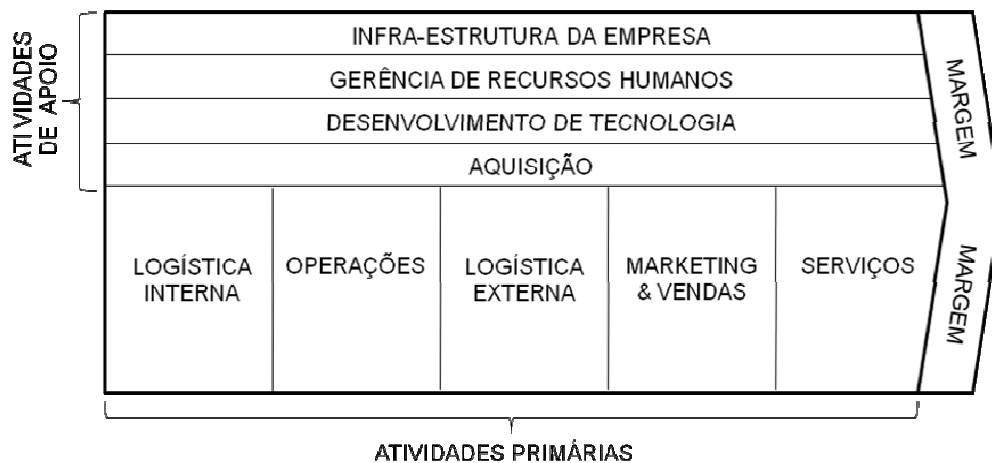 ATIVIDADES
DE APOIO
INFRA-ESTRUTURA DA EMPRESA
GERÊNCIA DE RECURSOS HUMANOS
DESENVOLVIMENTO DE TECNOLOGIA
AQUISIÇÃO
MARGEM
LOGÍSTICA
INTERNA
OPERAÇÕES
LOGÍSTICA
EXTERNA
MARKETING
& VENDAS
SERVIÇOS
MARGEM
ATIVIDADES PRIMÁRIAS